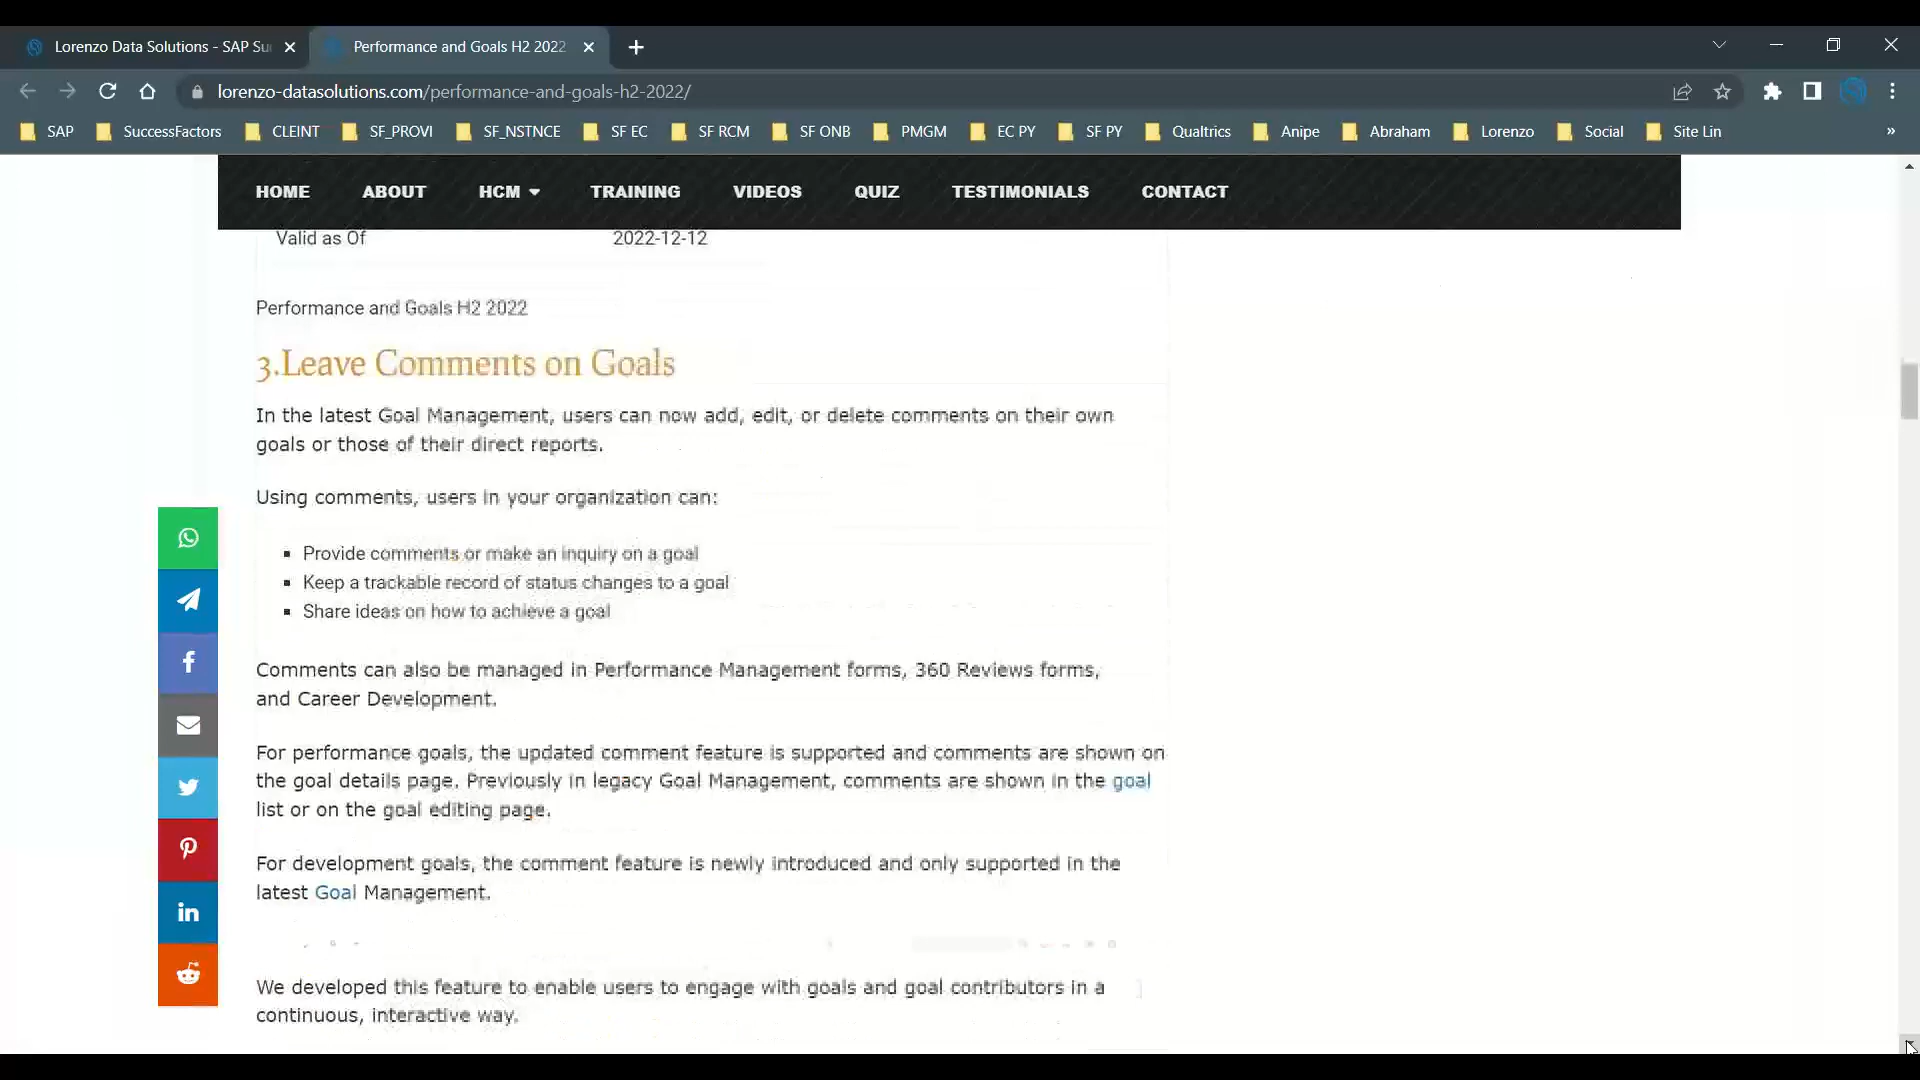 Lorenzo Data Solutions - SAP Su
Performance and Goals H2 2022
lorenzo-datasolutions.com/performance-and-goals-h2-2022/
SAP
SuccessFactors
CLEINT
SF_PROVI
SF_NSTNCE
SF EC
SF RCM
SF ONB
PMGM
EC PY
SF PY
Qualtrics
Anipe
Abraham
Lorenzo
Social
Site Lin
»
HOME
ABOUT
HCM
TRAINING
VIDEOS
QUIZ
TESTIMONIALS
CONTACT
Valid as Of 2022-12-12
Performance and Goals H2 2022
3.Leave Comments on Goals
In the latest Goal Management, users can now add, edit, or delete comments on their own
goals or those of their direct reports.
Using comments, users in your organization can:
▪ Provide comments or make an inquiry on a goal
▪ Keep a trackable record of status changes to a goal
▪ Share ideas on how to achieve a goal
Comments can also be managed in Performance Management forms, 360 Reviews forms,
and Career Development.
For performance goals, the updated comment feature is supported and comments are shown on
the goal details page. Previously in legacy Goal Management, comments are shown in the goal
list or on the goal editing page.
For development goals, the comment feature is newly introduced and only supported in the
latest Goal Management.
We developed this feature to enable users to engage with goals and goal contributors in a
continuous, interactive way.